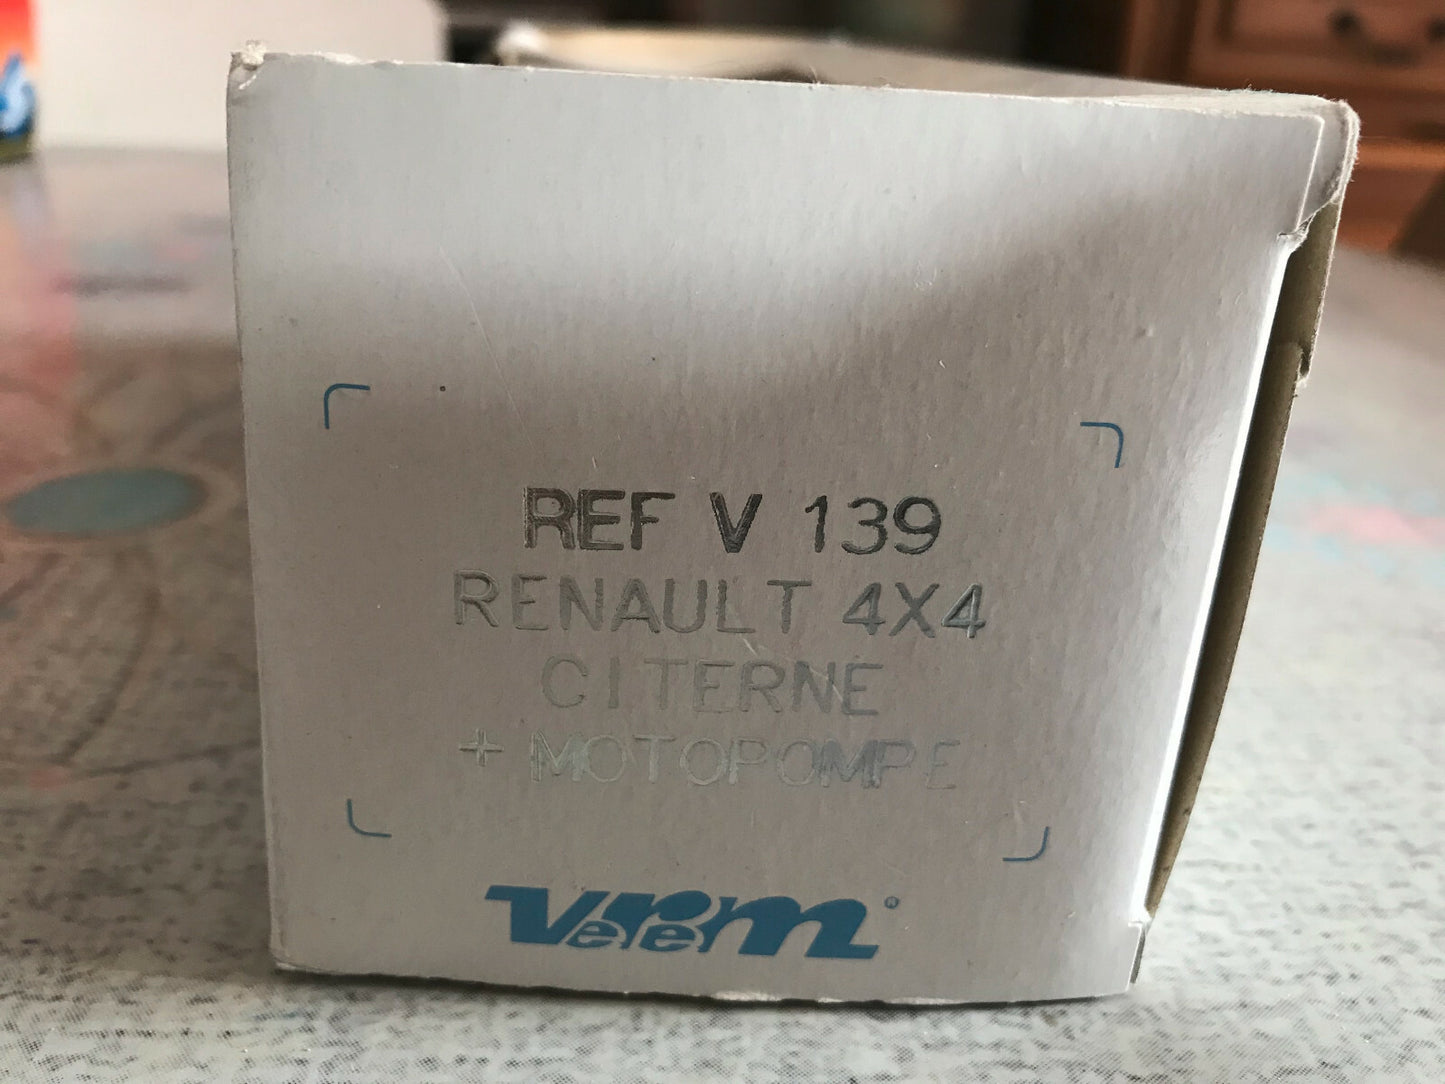 REF V 139
RENAULT 4X4
CITERNE
+ MOTOPOMPE
Verem®